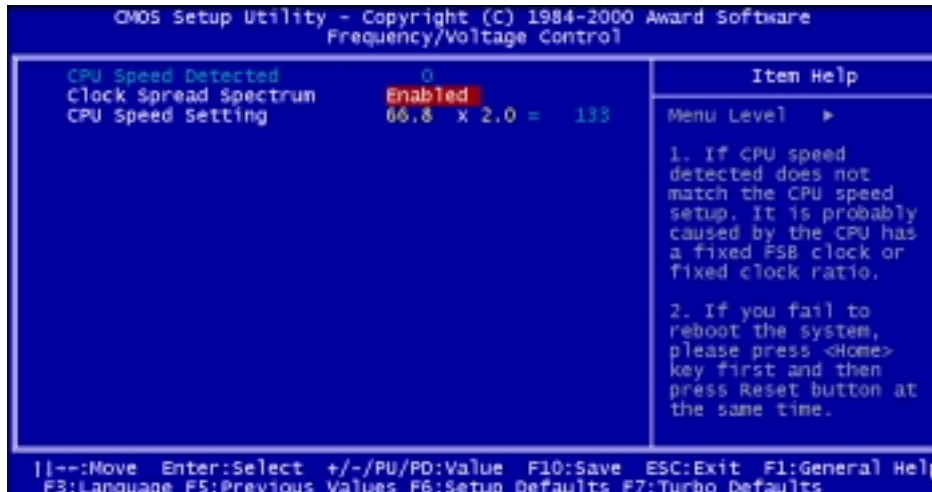 CMOS Setup Utility - Copyright (C) 1984-2000 Award Software
Frequency/Voltage Control
CPU Speed Detected 0
Clock Spread Spectrum Enabled
CPU Speed Setting 66.8 x 2.0 = 133
Item Help
Menu Level ►
1. If CPU speed
detected does not
match the CPU speed
setup. It is probably
caused by the CPU has
a fixed FSB clock or
fixed clock ratio.
2. If you fail to
reboot the system,
please press <Home>
key first and then
press Reset button at
the same time.
:Move Enter:Select +/-/PU/PD:Value F10:Save ESC:Exit F1:General Help
F3:Language F5:Previous Values F6:Setup Defaults F7:Turbo Defaults